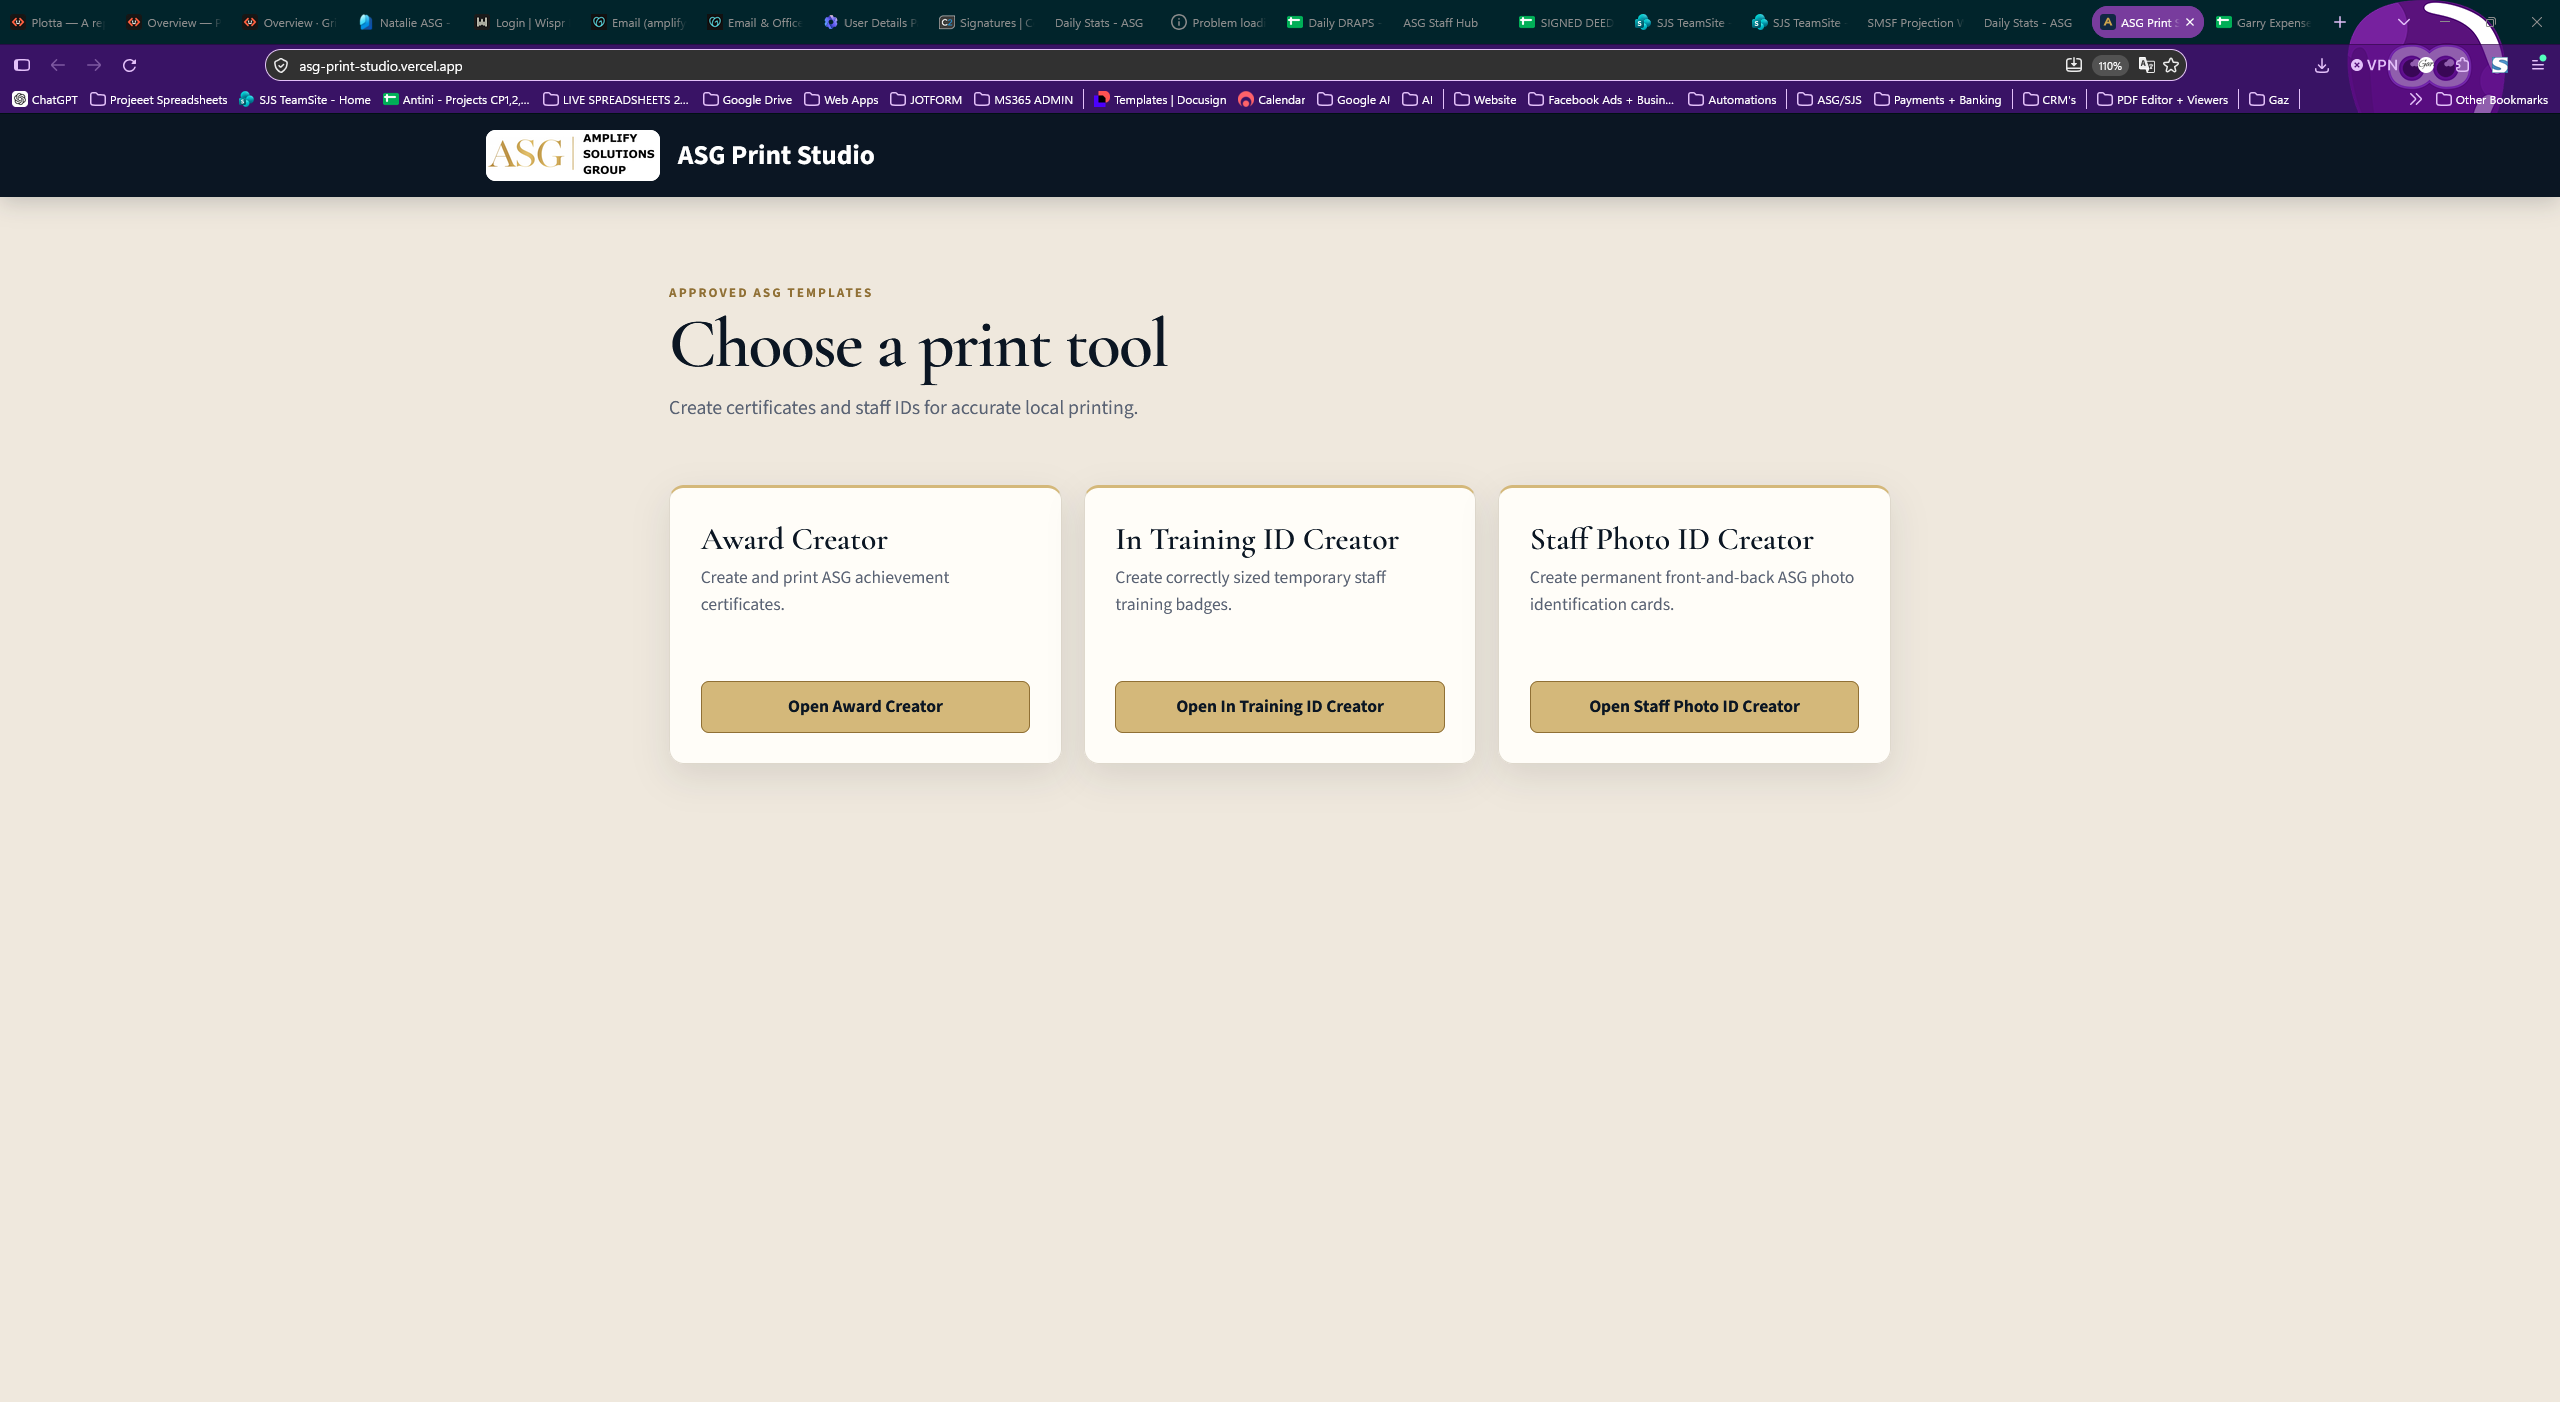 Plotta — A re
Overview — F
Overview · Gri
Natalie ASG -
Login | Wispr
Email (amplify
Email & Office
User Details P
Signatures | C
Daily Stats - ASG
Problem loadi
Daily DRAPS -
ASG Staff Hub
SIGNED DEED
SJS TeamSite -
SJS TeamSite -
SMSF Projection V
Daily Stats - ASG
ASG Print S
Garry Expense
asg-print-studio.vercel.app
110%
VPN
ChatGPT
Projeeet Spreadsheets
SJS TeamSite - Home
Antini - Projects CP1,2,...
LIVE SPREADSHEETS 2...
Google Drive
Web Apps
JOTFORM
MS365 ADMIN
Templates | Docusign
Calendar
Google AI
AI
Website
Facebook Ads + Busin...
Automations
ASG/SJS
Payments + Banking
CRM's
PDF Editor + Viewers
Gaz
Other Bookmarks
ASG
AMPLIFY
SOLUTIONS
GROUP
ASG Print Studio
APPROVED ASG TEMPLATES
Choose a print tool
Create certificates and staff IDs for accurate local printing.
Award Creator
Create and print ASG achievement
certificates.
Open Award Creator
In Training ID Creator
Create correctly sized temporary staff
training badges.
Open In Training ID Creator
Staff Photo ID Creator
Create permanent front-and-back ASG photo
identification cards.
Open Staff Photo ID Creator